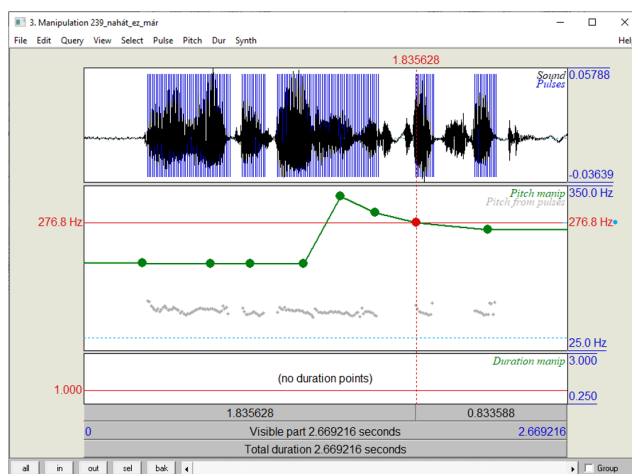 3. Manipulation 239_nahát_ez_már
File Edit Query View Select Pulse Pitch Dur Synth Help
1.835628
Sound 0.05788
Pulses
-0.03639
Pitch manip 350.0 Hz
Pitch from pulses
276.8 Hz 276.8 Hz
25.0 Hz
Duration manip 3.000
(no duration points)
1.000 0.250
1.835628 0.833588
0 Visible part 2.669216 seconds 2.669216
Total duration 2.669216 seconds
all in out sel bak Group